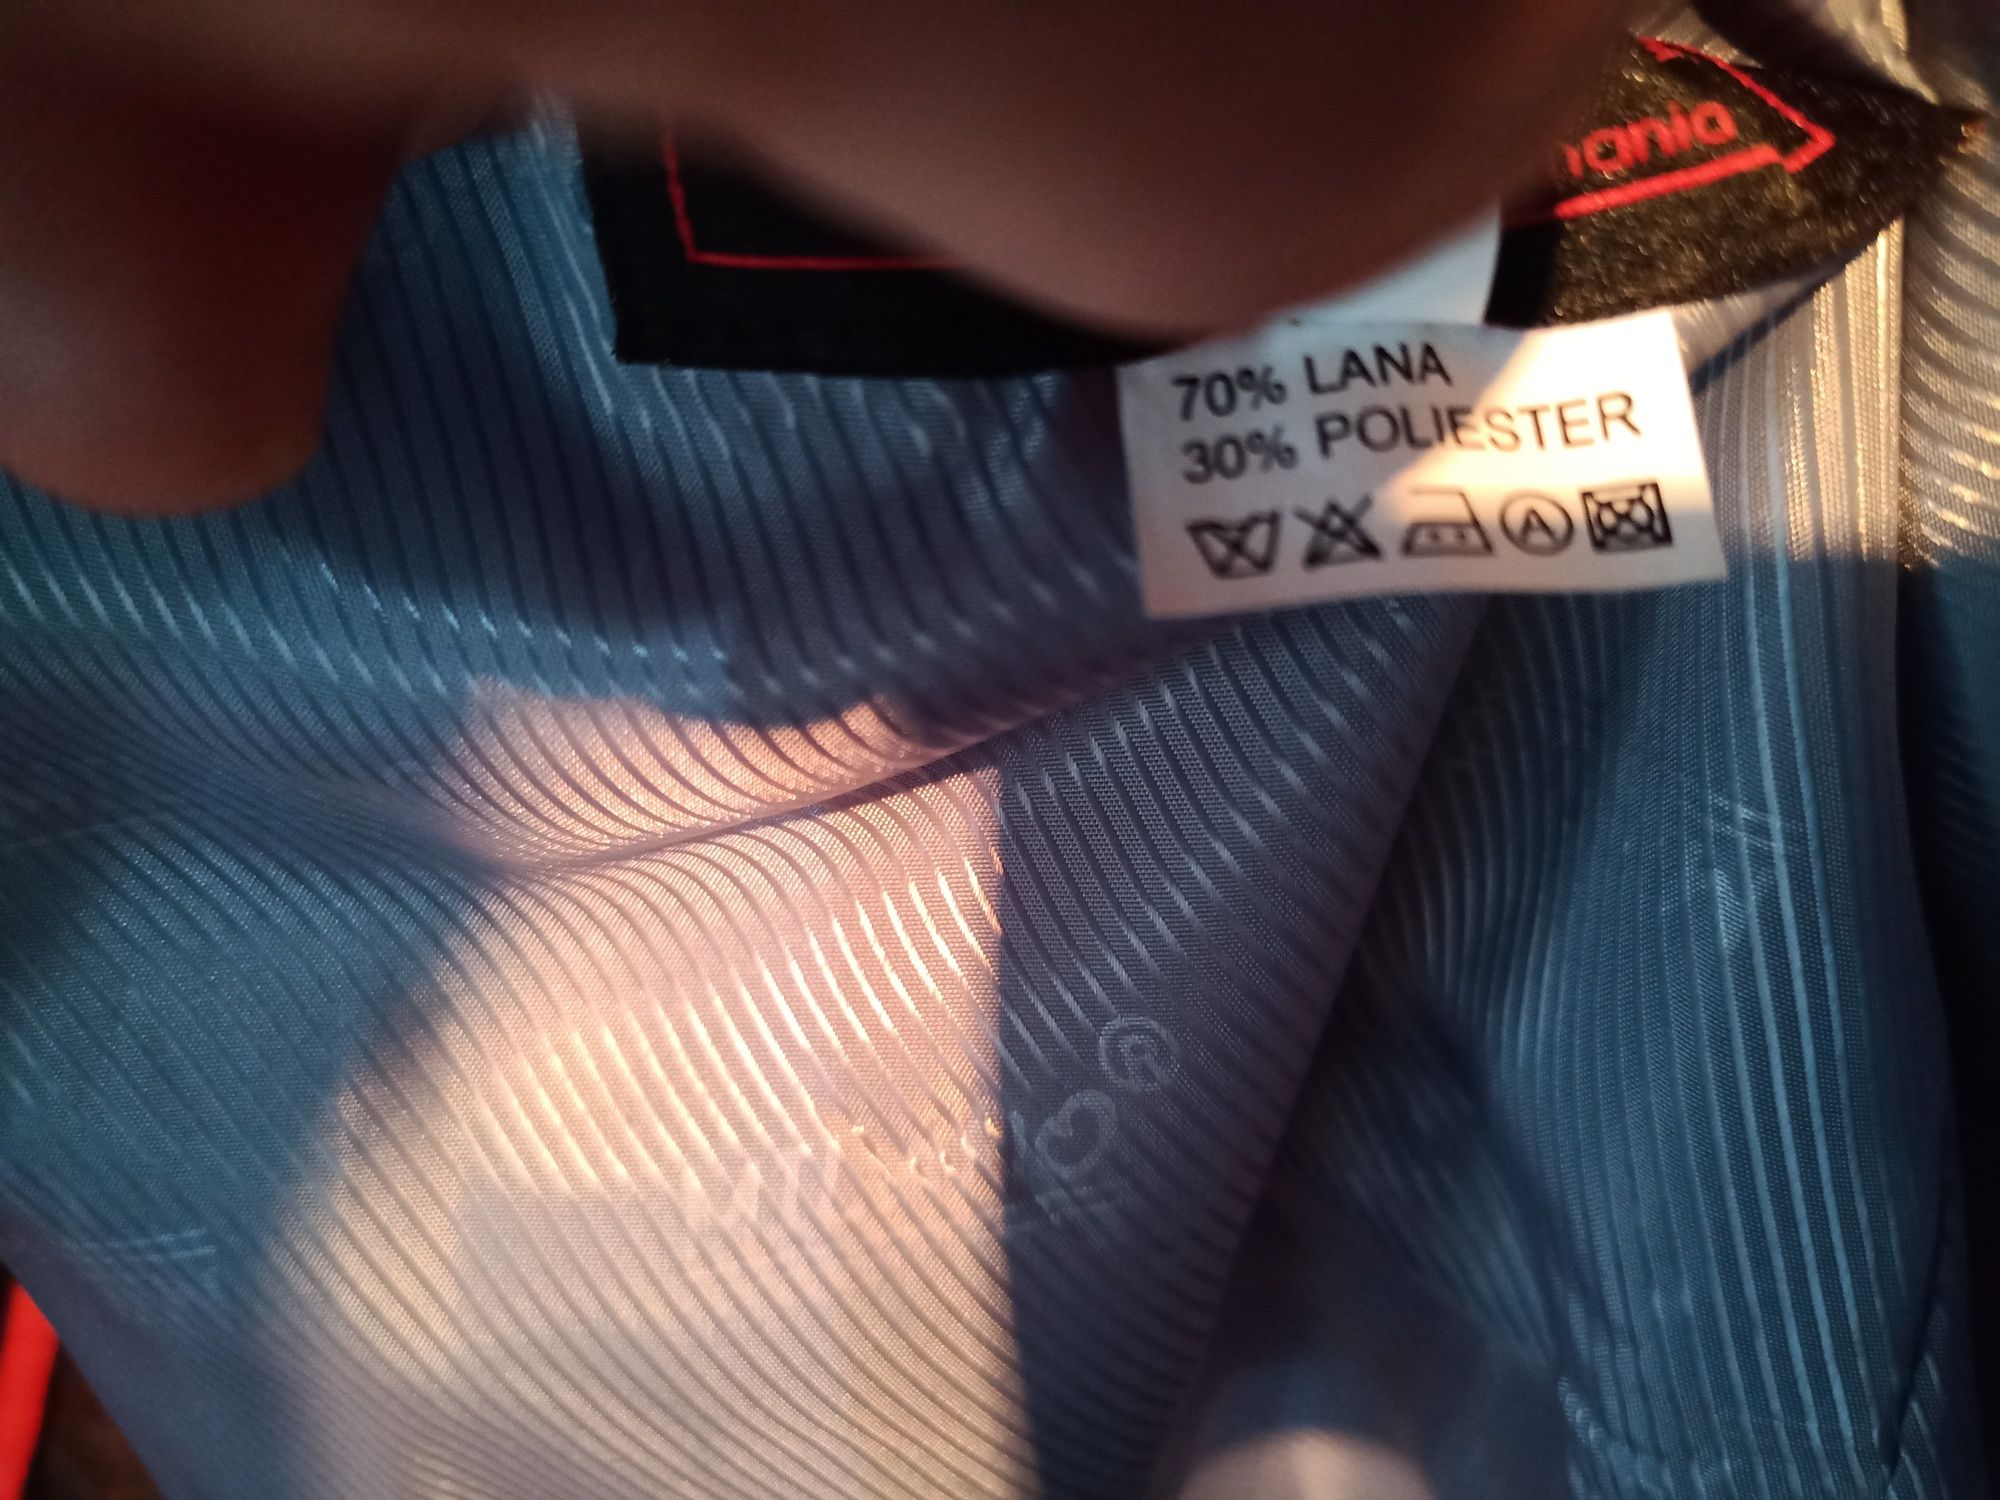 70% LANA
30% POLIESTER
A